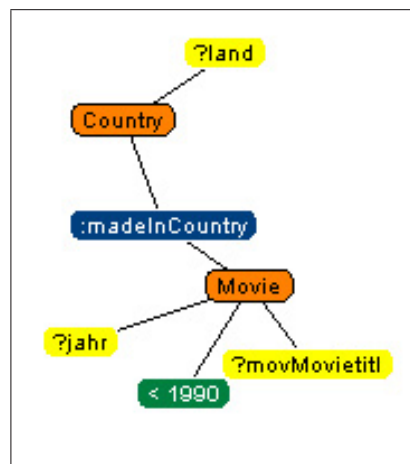 ?land
Country
:madeInCountry
Movie
?jahr
?movMovietitl
< 1990